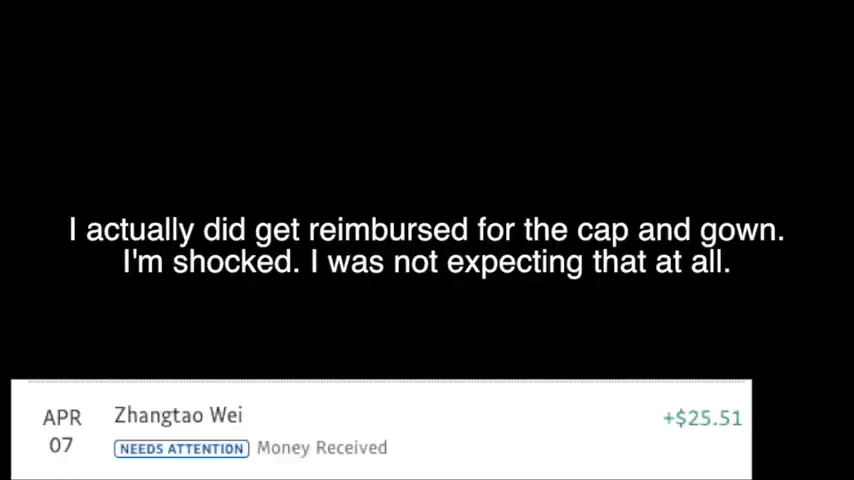 I actually did get reimbursed for the cap and gown.
I'm shocked. I was not expecting that at all.
APR
07
Zhangtao Wei
+$25.51
NEEDS ATTENTION Money Received